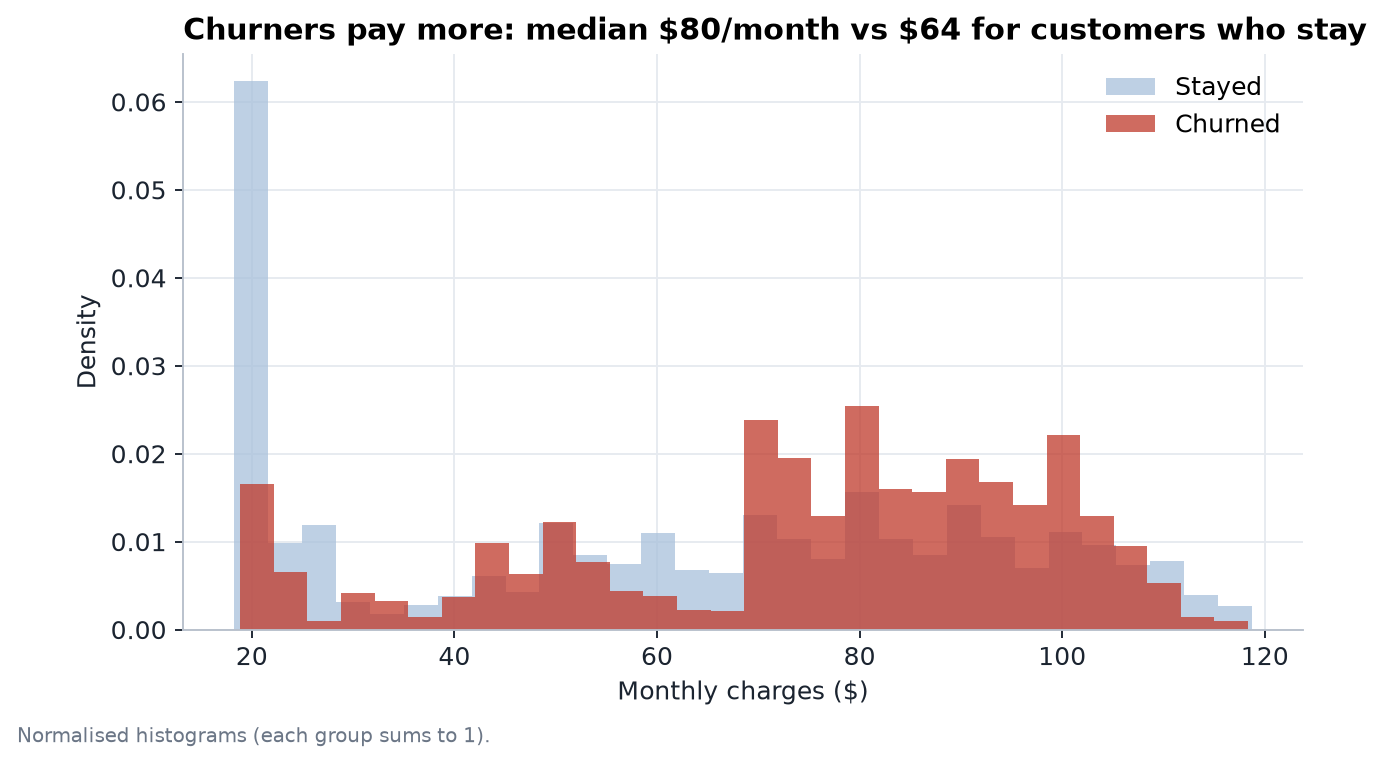 Churners pay more: median $80/month vs $64 for customers who stay
Stayed
Churned
0.06
0.05
0.04
0.03
0.02
0.01
0.00
Density
20 40 60 80 100 120
Monthly charges ($)
Normalised histograms (each group sums to 1).